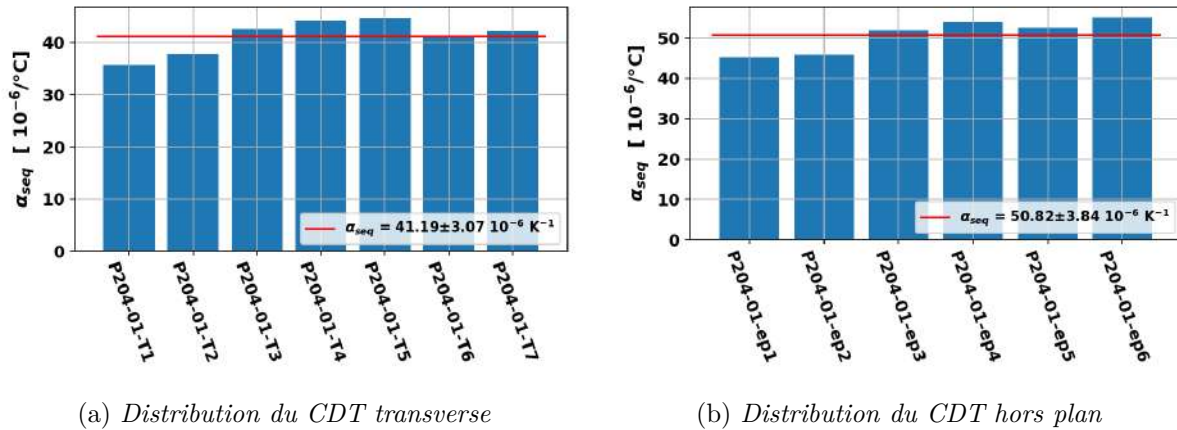 α_seq [ 10⁻⁶/°C]
40
30
20
10
0
α_seq = 41.19±3.07 10⁻⁶ K⁻¹
P204-01-T1
P204-01-T2
P204-01-T3
P204-01-T4
P204-01-T5
P204-01-T6
P204-01-T7
(a) Distribution du CDT transverse
α_seq [ 10⁻⁶/°C]
50
40
30
20
10
0
α_seq = 50.82±3.84 10⁻⁶ K⁻¹
P204-01-ep1
P204-01-ep2
P204-01-ep3
P204-01-ep4
P204-01-ep5
P204-01-ep6
(b) Distribution du CDT hors plan